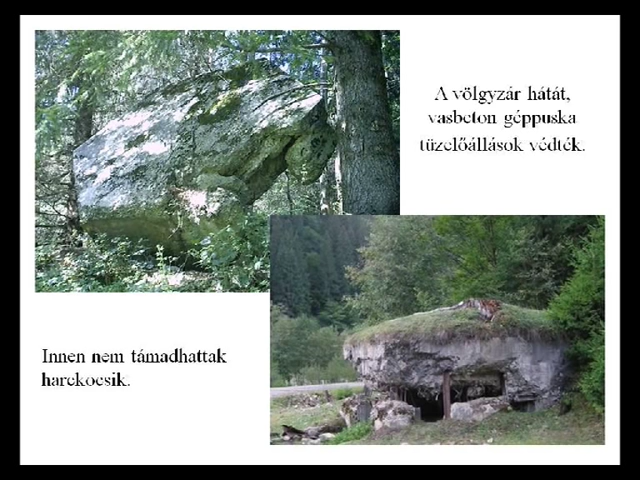 A völgyzár hátát,
vasbeton géppuska
tüzelőállások védték.
Innen nem támadhattak
harckocsik.